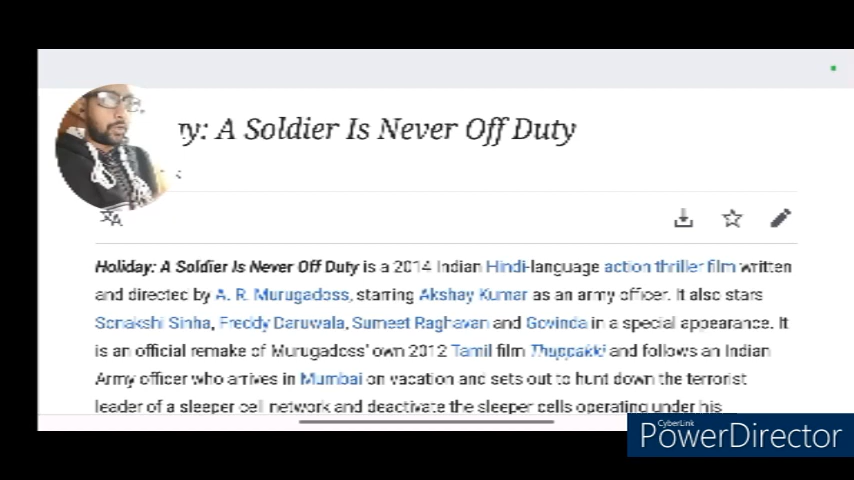 y: A Soldier Is Never Off Duty
Holiday: A Soldier Is Never Off Duty is a 2014 Indian Hindi-language action thriller film written
and directed by A. R. Murugadoss, starring Akshay Kumar as an army officer. It also stars
Sonakshi Sinha, Freddy Daruwala, Sumeet Raghavan and Govinda in a special appearance. It
is an official remake of Murugadoss' own 2012 Tamil film Thuppakki and follows an Indian
Army officer who arrives in Mumbai on vacation and sets out to hunt down the terrorist
leader of a sleeper cell network and deactivate the sleeper cells operating under his
CyberLink
PowerDirector